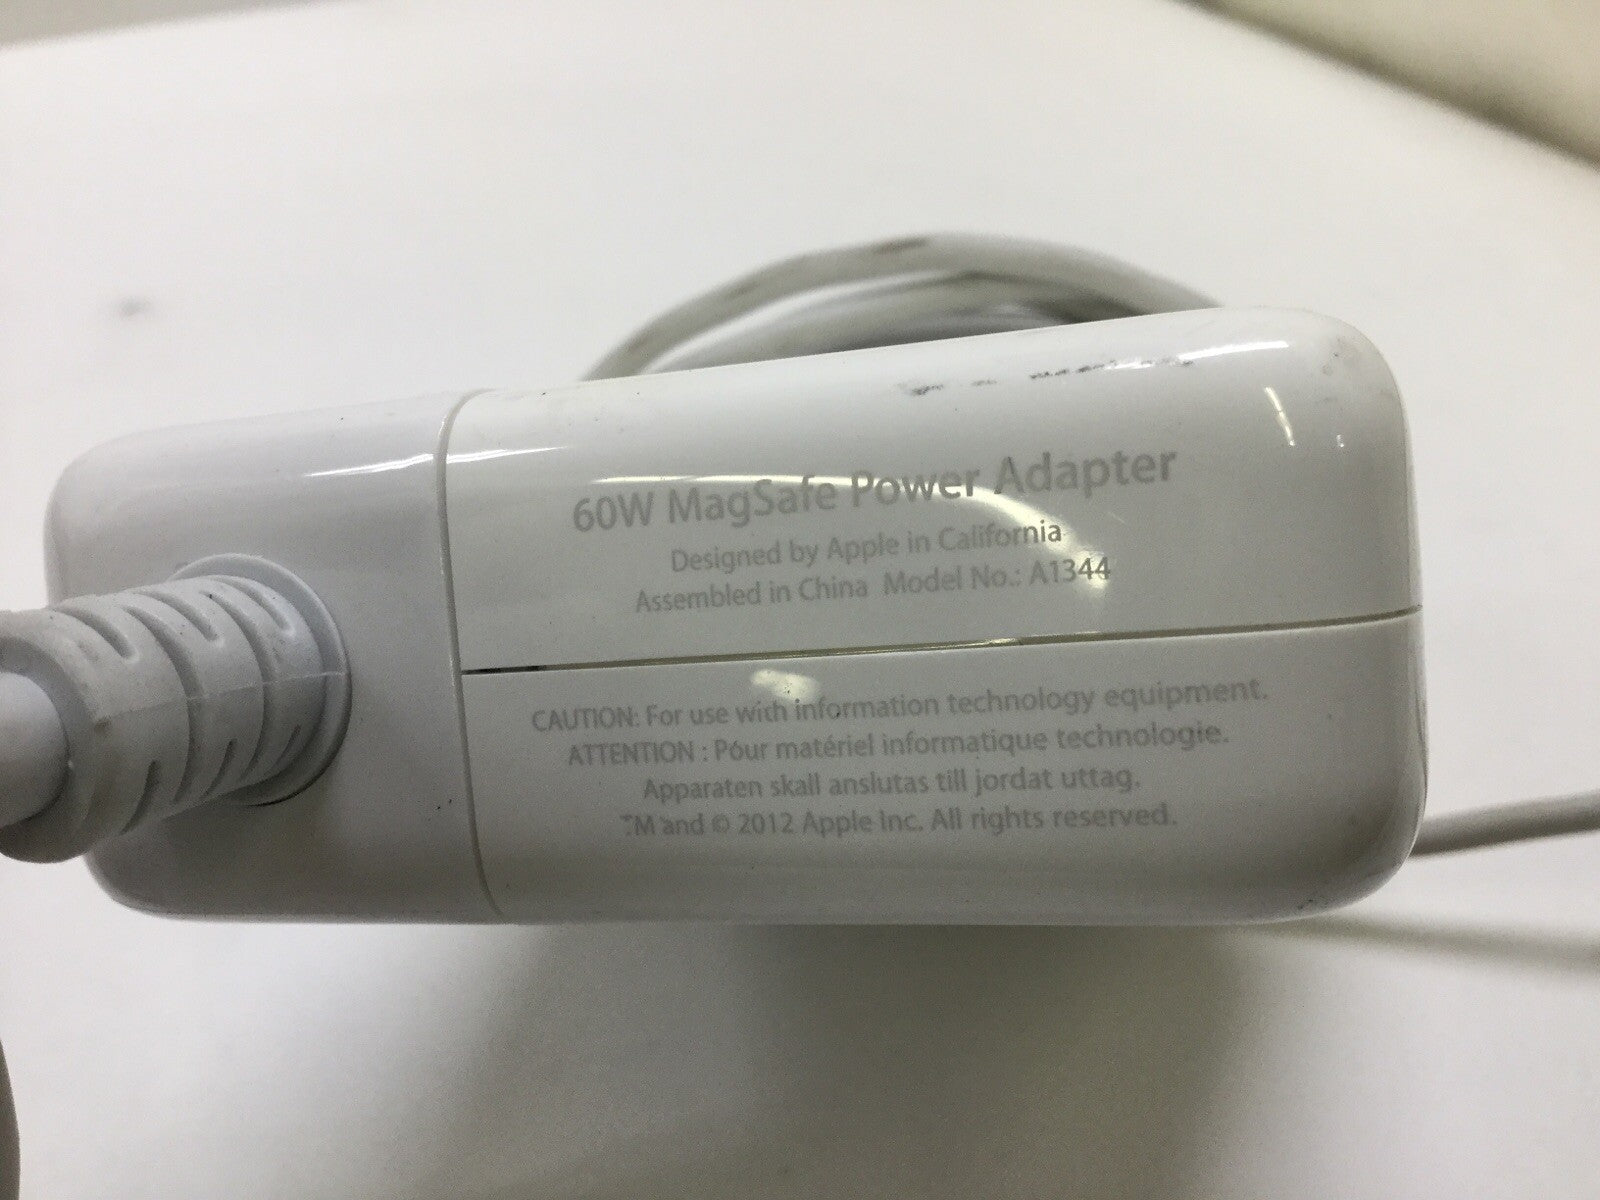 60W MagSafe Power Adapter
Designed by Apple in California
Assembled in China Model No.: A1344
CAUTION: For use with information technology equipment.
ATTENTION : Pour matériel informatique technologie.
Apparaten skall anslutas till jordat uttag.
TM and © 2012 Apple Inc. All rights reserved.